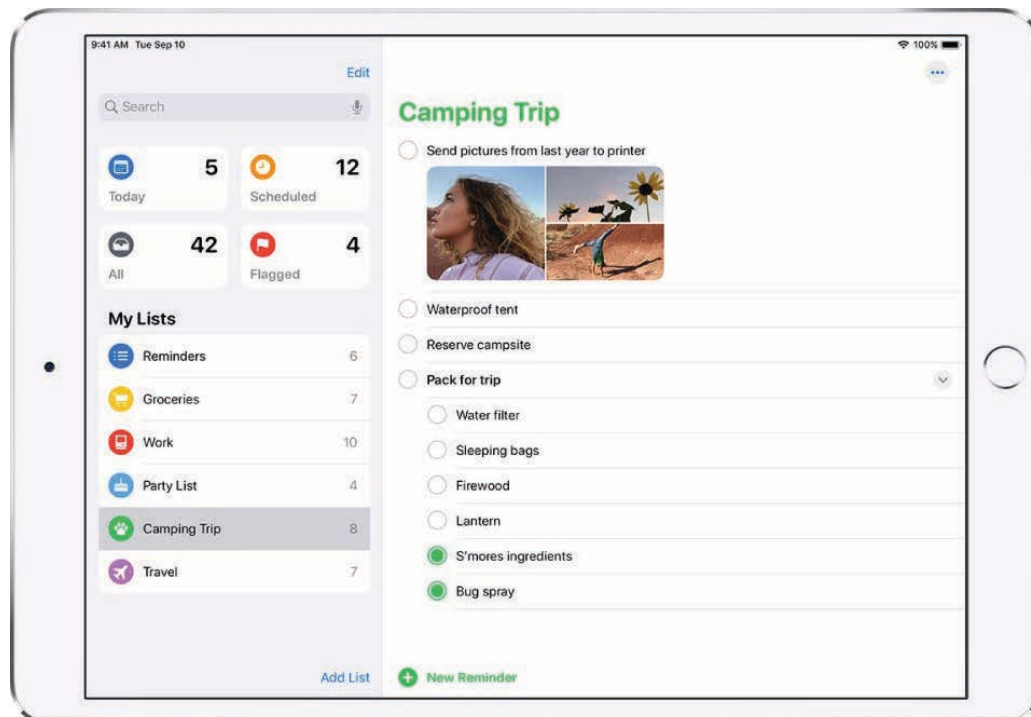 9:41 AM Tue Sep 10
100%
Edit
Search
5
Today
12
Scheduled
42
All
4
Flagged
My Lists
Reminders 6
Groceries 7
Work 10
Party List 4
Camping Trip 8
Travel 7
Add List
Camping Trip
Send pictures from last year to printer
Waterproof tent
Reserve campsite
Pack for trip
Water filter
Sleeping bags
Firewood
Lantern
S'mores ingredients
Bug spray
New Reminder